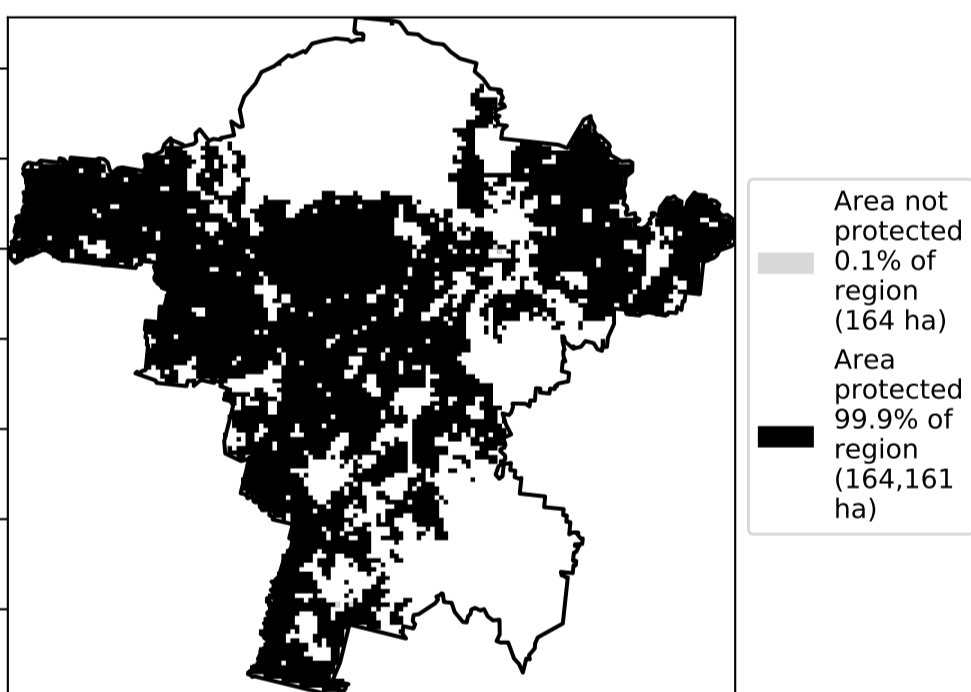 Area not
protected
0.1% of
region
(164 ha)
Area
protected
99.9% of
region
(164,161
ha)